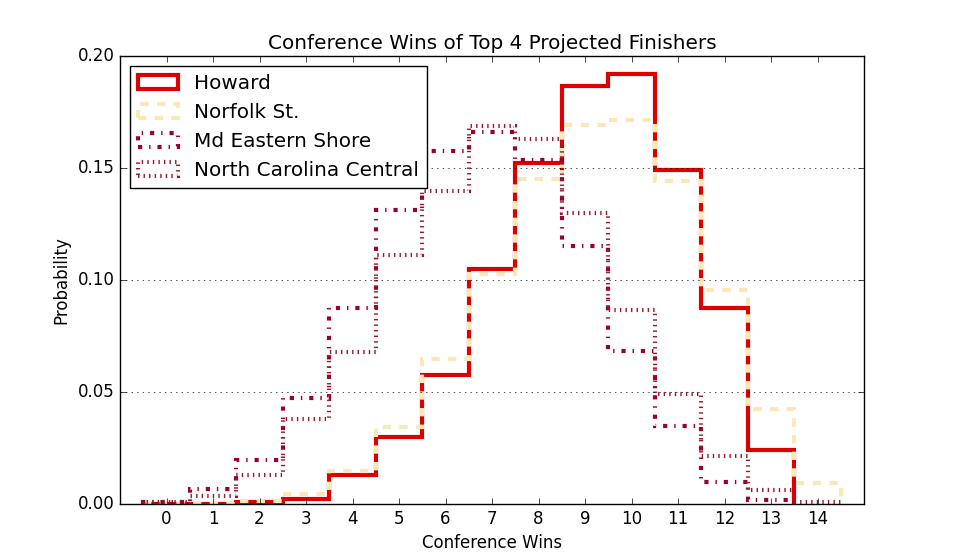 Conference Wins of Top 4 Projected Finishers
0.20
0.15
0.10
0.05
0.00
Probability
Howard
Norfolk St.
Md Eastern Shore
North Carolina Central
0 1 2 3 4 5 6 7 8 9 10 11 12 13 14
Conference Wins